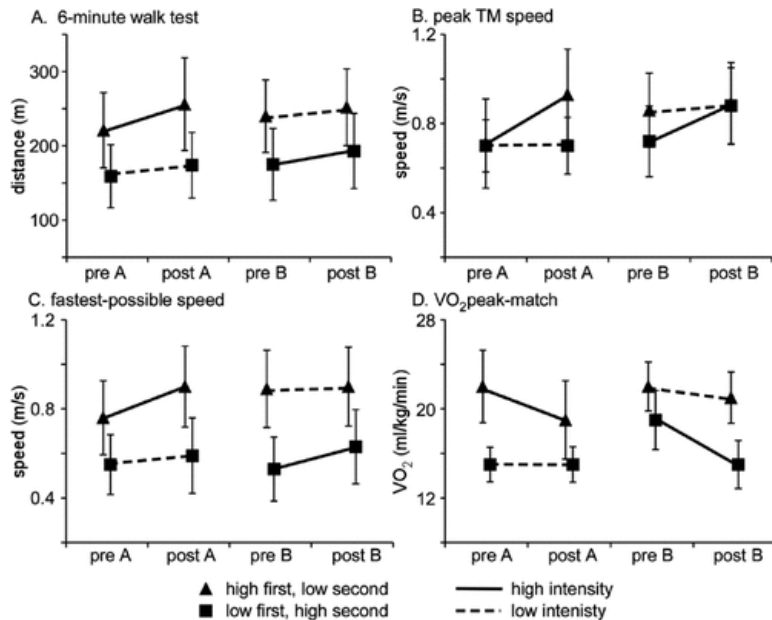 A. 6-minute walk test
distance (m)
300
200
100
pre A post A pre B post B
B. peak TM speed
speed (m/s)
1.2
0.8
0.4
pre A post A pre B post B
C. fastest-possible speed
speed (m/s)
1.2
0.8
0.4
pre A post A pre B post B
D. VO₂peak-match
VO₂ (ml/kg/min)
28
21
14
pre A post A pre B post B
high first, low second
low first, high second
high intensity
low intenisty